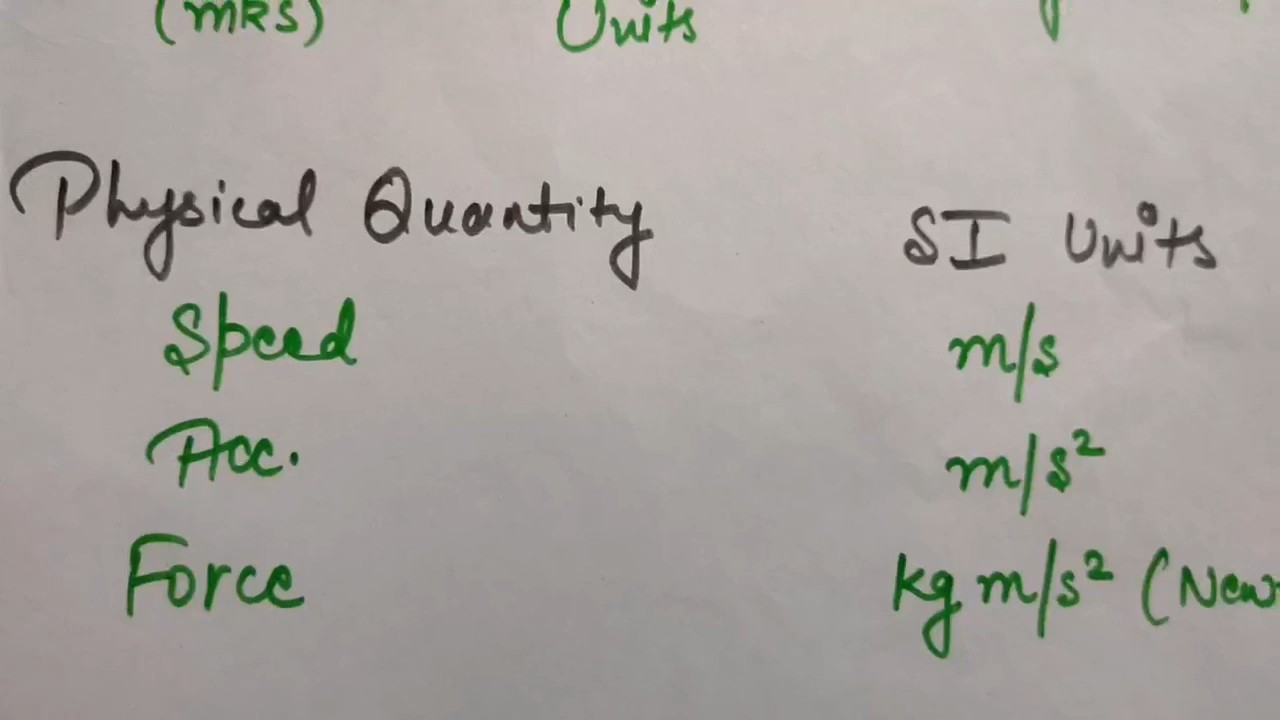 (MKS) Units
Physical Quantity SI Units
Speed m/s
Acc. m/s²
Force kg m/s² (New